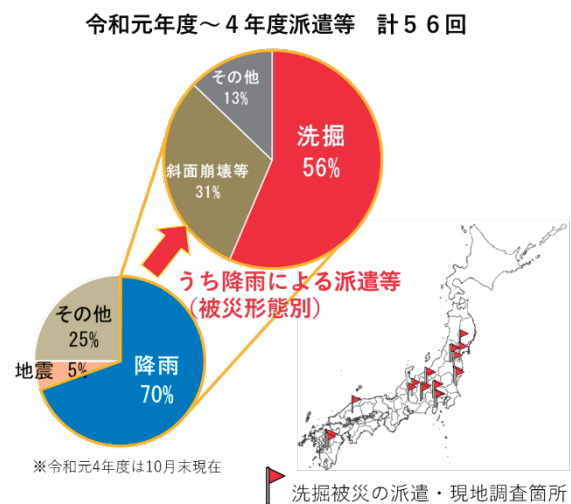 令和元年度～４年度派遣等　計５６回
その他
13%
洗掘
56%
斜面崩壊等
31%
うち降雨による派遣等
（被災形態別）
その他
25%
地震 5%
降雨
70%
※令和元4年度は10月末現在
洗掘被災の派遣・現地調査箇所